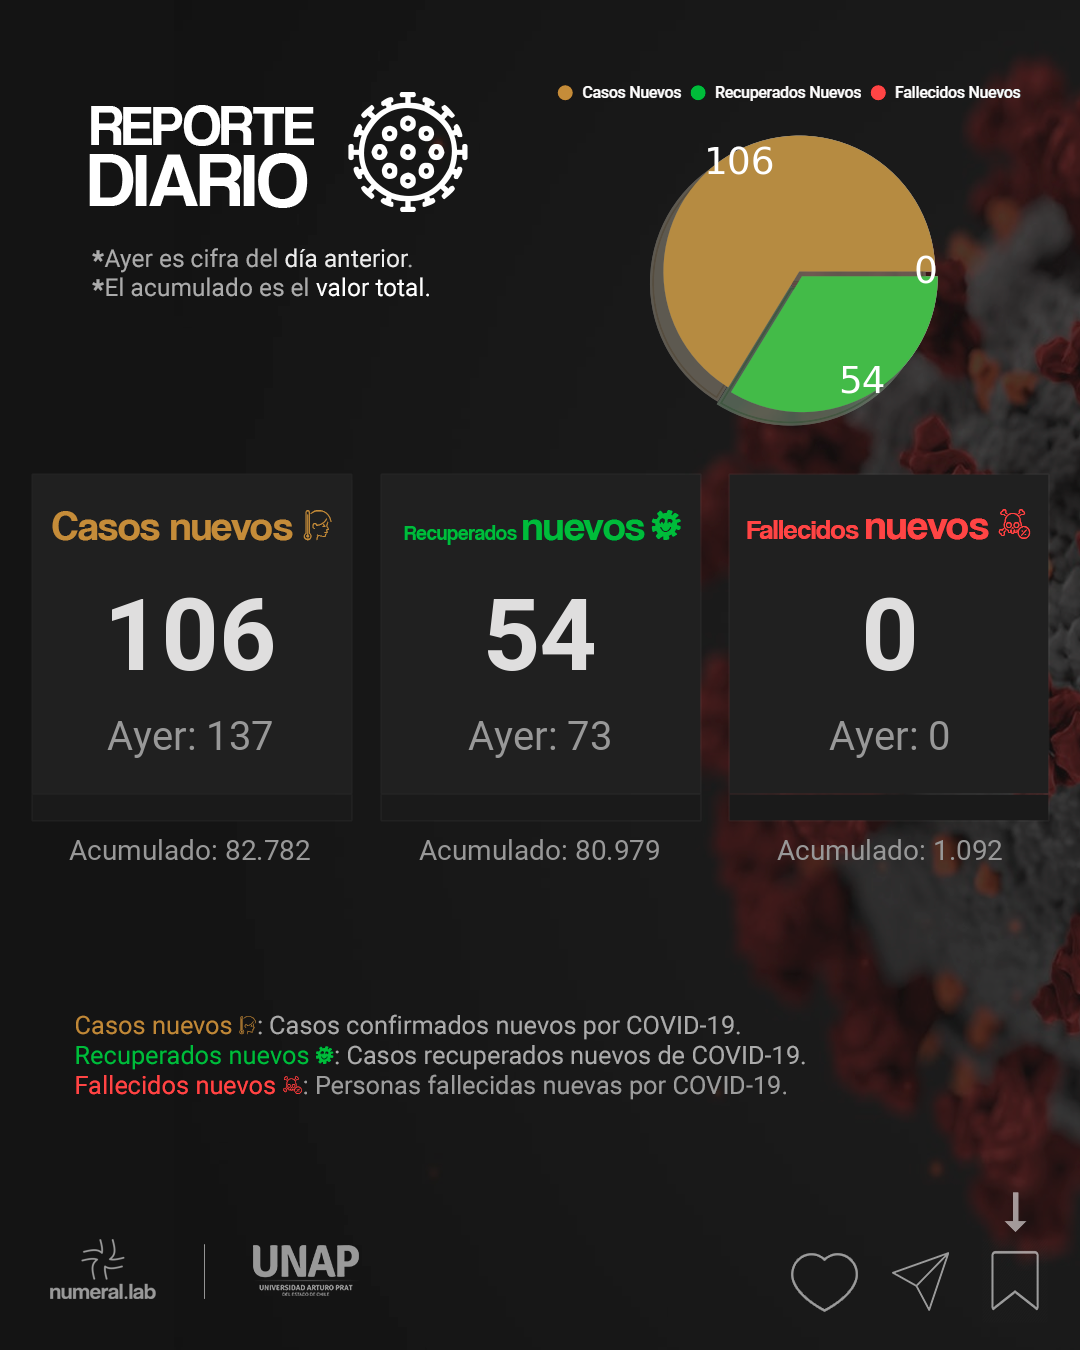 REPORTE
DIARIO
*Ayer es cifra del día anterior.
*El acumulado es el valor total.
Casos Nuevos Recuperados Nuevos Fallecidos Nuevos
106
0
54
Casos nuevos
106
Ayer: 137
Acumulado: 82.782
Recuperados nuevos
54
Ayer: 73
Acumulado: 80.979
Fallecidos nuevos
0
Ayer: 0
Acumulado: 1.092
Casos nuevos : Casos confirmados nuevos por COVID-19.
Recuperados nuevos : Casos recuperados nuevos de COVID-19.
Fallecidos nuevos : Personas fallecidas nuevas por COVID-19.
numeral.lab
UNAP
UNIVERSIDAD ARTURO PRAT
DEL ESTADO DE CHILE